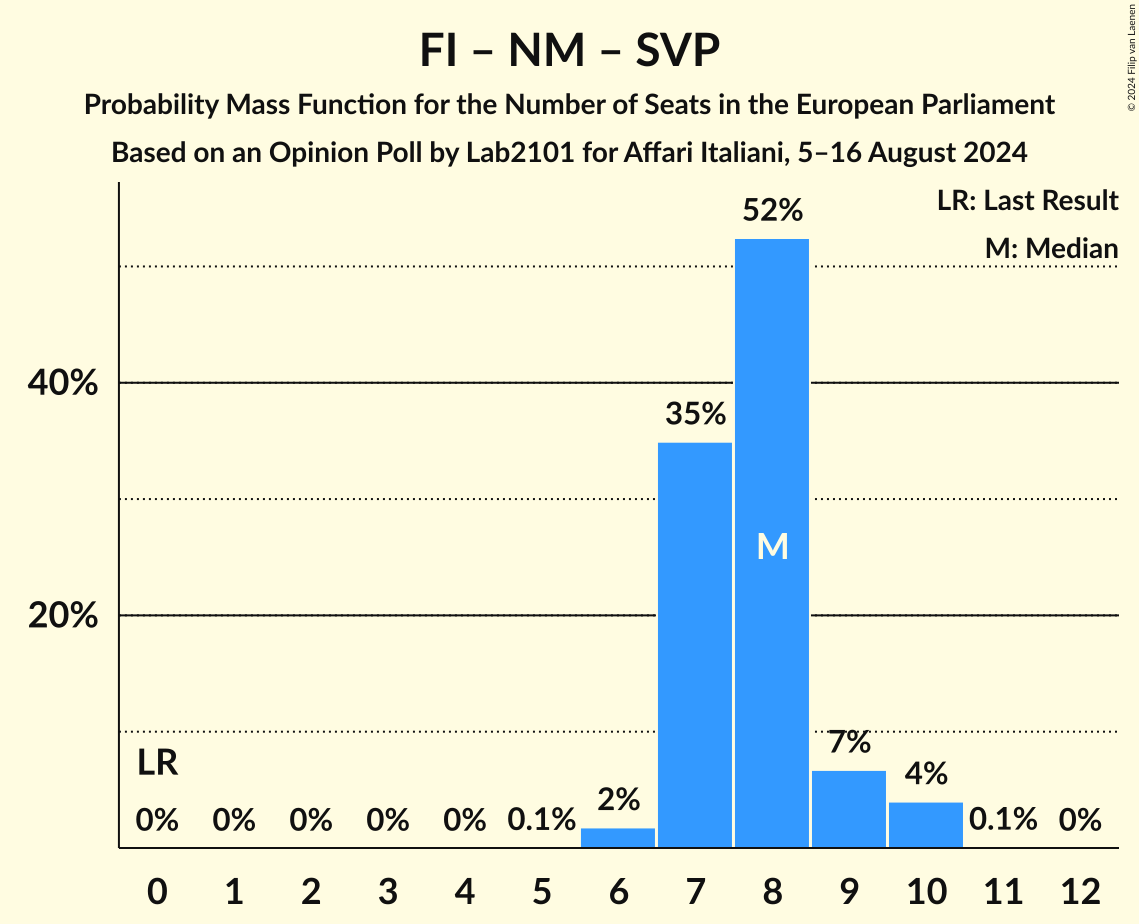 FI – NM – SVP
Probability Mass Function for the Number of Seats in the European Parliament
Based on an Opinion Poll by Lab2101 for Affari Italiani, 5–16 August 2024
© 2024 Filip van Laenen
LR: Last Result
M: Median
52%
40%
35%
M
20%
LR
7%
4%
2%
0% 0% 0% 0% 0% 0.1% 0.1% 0%
0 1 2 3 4 5 6 7 8 9 10 11 12